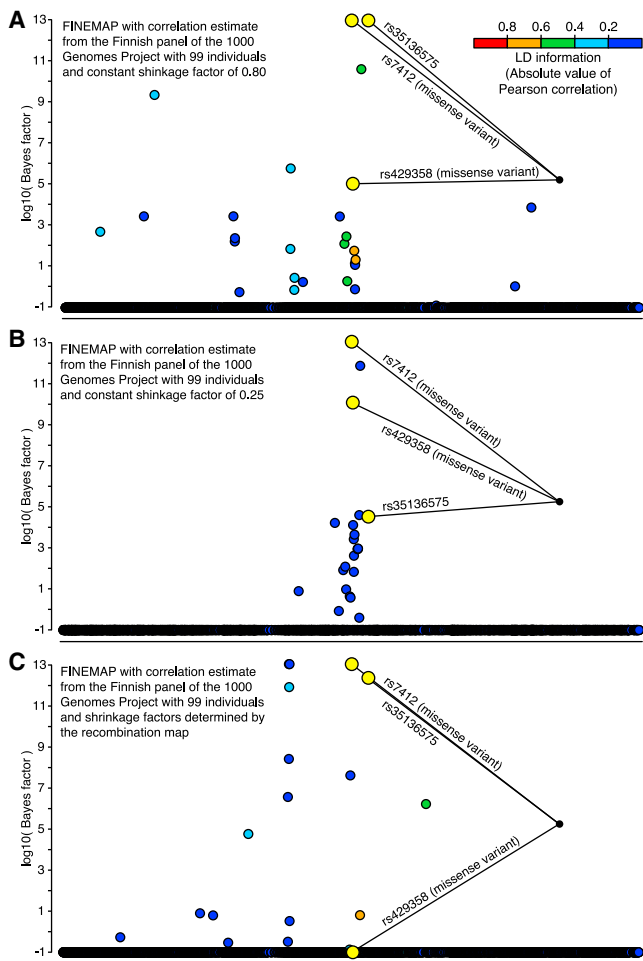 A
FINEMAP with correlation estimate
from the Finnish panel of the 1000
Genomes Project with 99 individuals
and constant shinkage factor of 0.80
0.8 0.6 0.4 0.2
LD information
(Absolute value of
Pearson correlation)
rs35136575
rs7412 (missense variant)
rs429358 (missense variant)
log10( Bayes factor )
13
11
9
7
5
3
1
-1
B
FINEMAP with correlation estimate
from the Finnish panel of the 1000
Genomes Project with 99 individuals
and constant shinkage factor of 0.25
rs7412 (missense variant)
rs429358 (missense variant)
rs35136575
log10( Bayes factor )
13
11
9
7
5
3
1
-1
C
FINEMAP with correlation estimate
from the Finnish panel of the 1000
Genomes Project with 99 individuals
and shrinkage factors determined by
the recombination map
rs7412 (missense variant)
rs35136575
rs429358 (missense variant)
log10( Bayes factor )
13
11
9
7
5
3
1
-1